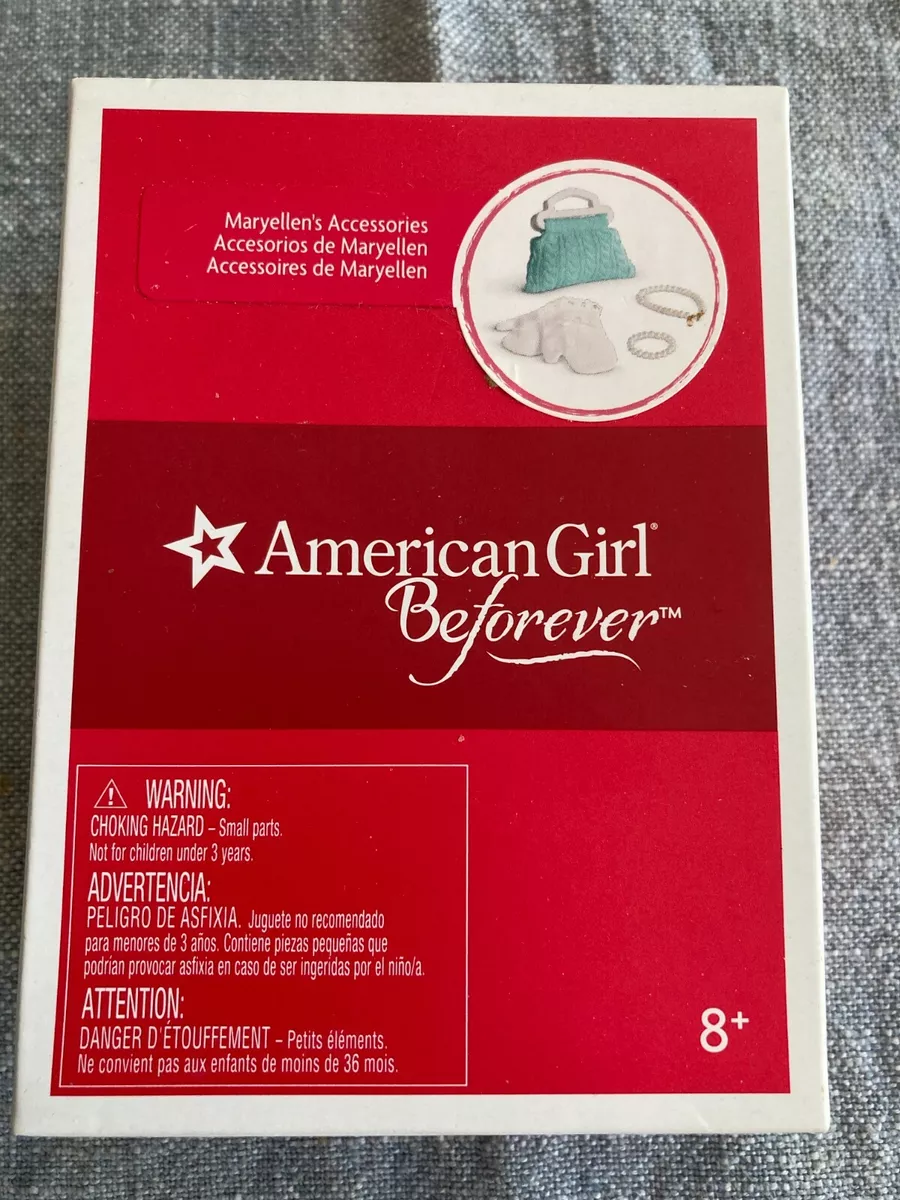 Maryellen's Accessories
Accesorios de Maryellen
Accessoires de Maryellen
American Girl®
Beforever™
WARNING:
CHOKING HAZARD – Small parts.
Not for children under 3 years.
ADVERTENCIA:
PELIGRO DE ASFIXIA. Juguete no recomendado
para menores de 3 años. Contiene piezas pequeñas que
podrían provocar asfixia en caso de ser ingeridas por el niño/a.
ATTENTION:
DANGER D'ÉTOUFFEMENT – Petits éléments.
Ne convient pas aux enfants de moins de 36 mois.
8+